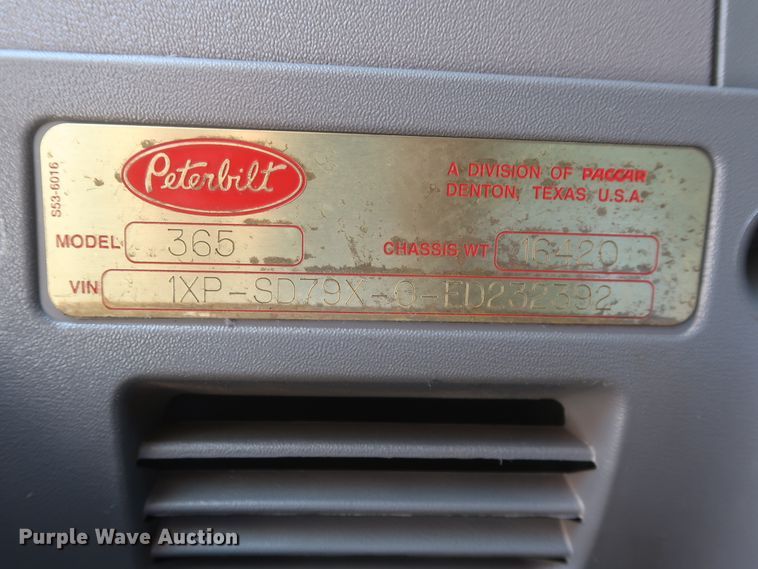 S53-6016
Peterbilt
A DIVISION OF PACCAR
DENTON, TEXAS, U.S.A.
MODEL 365 CHASSIS WT 16420
VIN 1XP-SD79X-0-ED232392
Purple Wave Auction